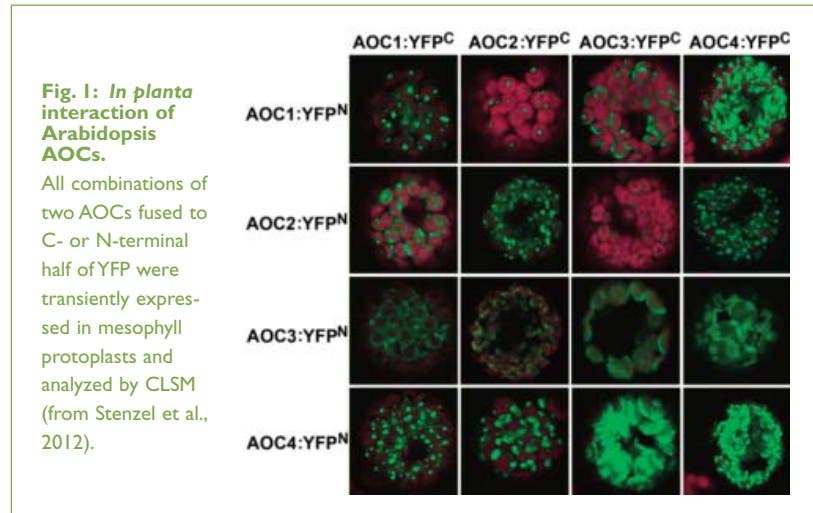 Fig. 1: In planta
interaction of
Arabidopsis
AOCs.
All combinations of
two AOCs fused to
C- or N-terminal
half of YFP were
transiently expres-
sed in mesophyll
protoplasts and
analyzed by CLSM
(from Stenzel et al.,
2012).
AOC1:YFPC AOC2:YFPC AOC3:YFPC AOC4:YFPC
AOC1:YFPN
AOC2:YFPN
AOC3:YFPN
AOC4:YFPN